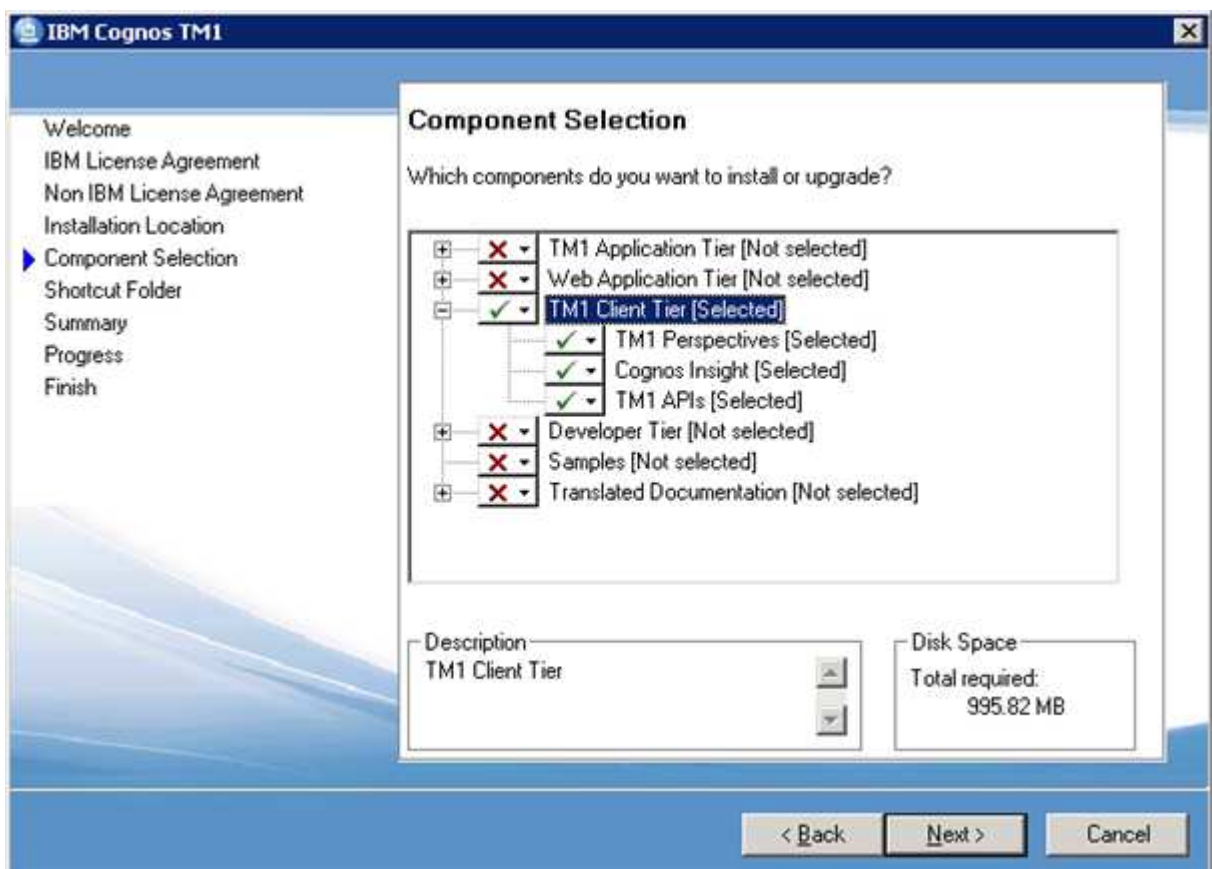 IBM Cognos TM1
Welcome
IBM License Agreement
Non IBM License Agreement
Installation Location
Component Selection
Shortcut Folder
Summary
Progress
Finish
Component Selection
Which components do you want to install or upgrade?
TM1 Application Tier [Not selected]
Web Application Tier [Not selected]
TM1 Client Tier [Selected]
TM1 Perspectives [Selected]
Cognos Insight [Selected]
TM1 APIs [Selected]
Developer Tier [Not selected]
Samples [Not selected]
Translated Documentation [Not selected]
Description
TM1 Client Tier
Disk Space
Total required:
995.82 MB
< Back
Next >
Cancel